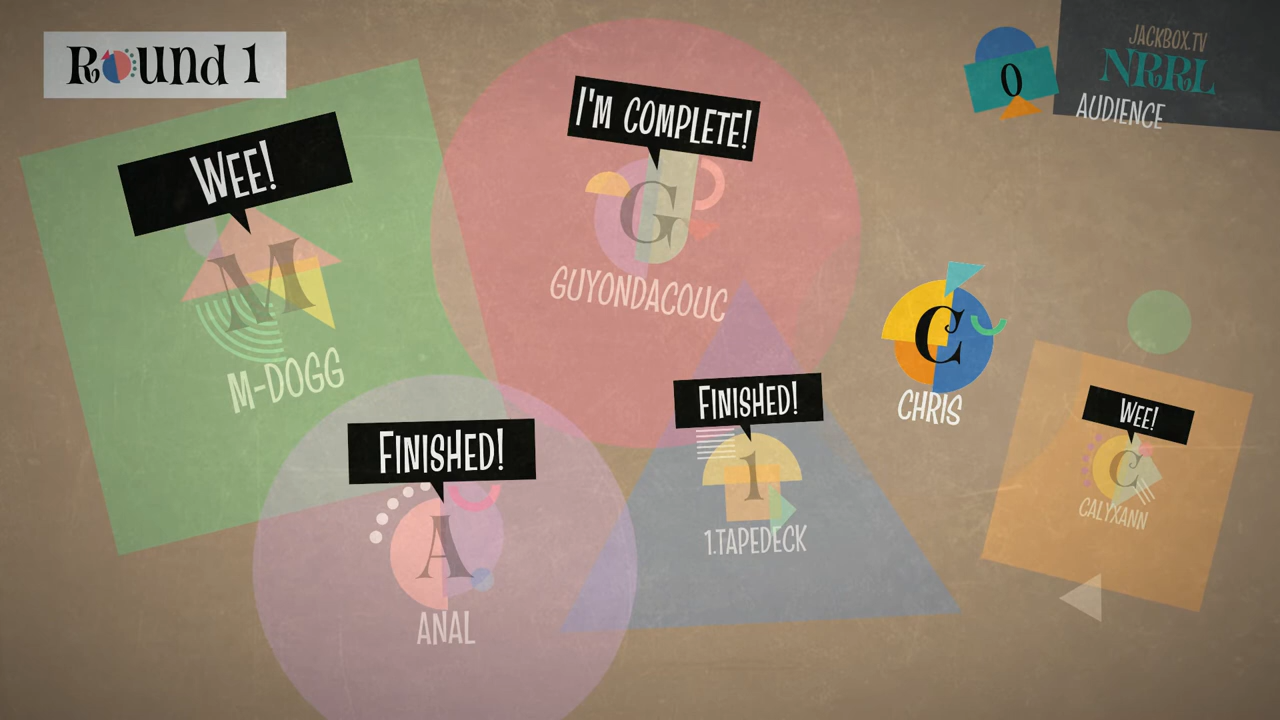 Round 1
JACKBOX.TV
NRRL
0
AUDIENCE
WEE!
M
M-DOGG
I'M COMPLETE!
G
GUYONDACOUC
C
CHRIS
FINISHED!
A
ANAL
FINISHED!
1
1.TAPEDECK
WEE!
C
CALYXANN